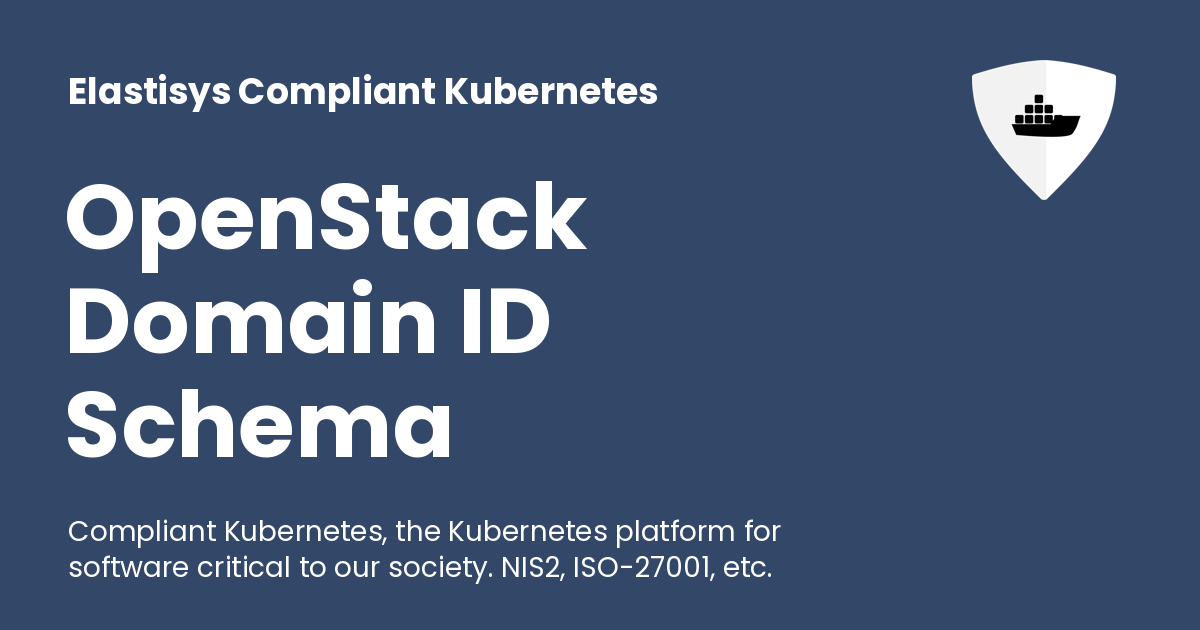 Elastisys Compliant Kubernetes
OpenStack
Domain ID
Schema
Compliant Kubernetes, the Kubernetes platform for
software critical to our society. NIS2, ISO-27001, etc.